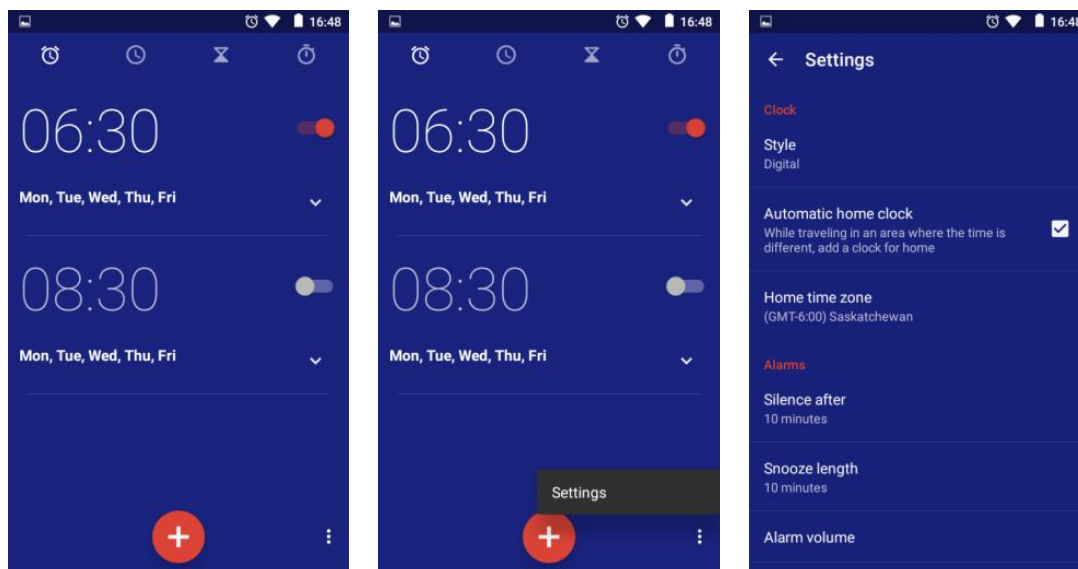 16:48
06:30
Mon, Tue, Wed, Thu, Fri
08:30
Mon, Tue, Wed, Thu, Fri
16:48
06:30
Mon, Tue, Wed, Thu, Fri
08:30
Mon, Tue, Wed, Thu, Fri
Settings
16:48
Settings
Clock
Style
Digital
Automatic home clock
While traveling in an area where the time is
different, add a clock for home
Home time zone
(GMT-6:00) Saskatchewan
Alarms
Silence after
10 minutes
Snooze length
10 minutes
Alarm volume